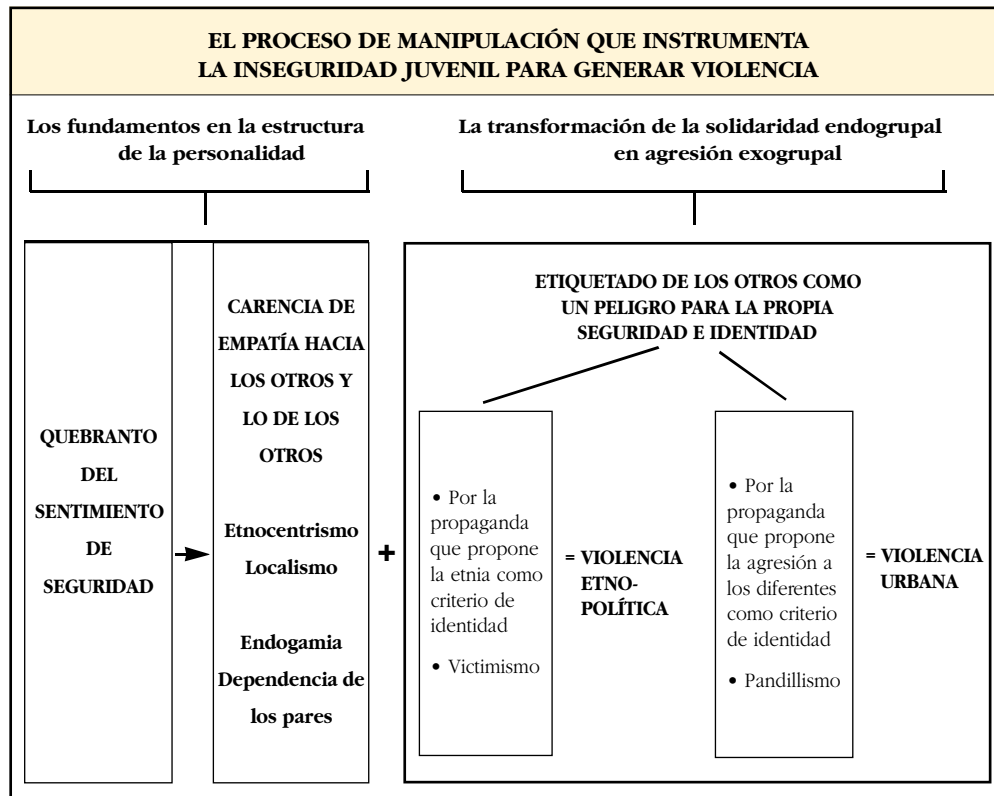 EL PROCESO DE MANIPULACIÓN QUE INSTRUMENTA
LA INSEGURIDAD JUVENIL PARA GENERAR VIOLENCIA
Los fundamentos en la estructura
de la personalidad
La transformación de la solidaridad endogrupal
en agresión exogrupal
QUEBRANTO
DEL
SENTIMIENTO
DE
SEGURIDAD
CARENCIA DE
EMPATÍA HACIA
LOS OTROS Y
LO DE LOS
OTROS
Etnocentrismo
Localismo
Endogamia
Dependencia de
los pares
+
ETIQUETADO DE LOS OTROS COMO
UN PELIGRO PARA LA PROPIA
SEGURIDAD E IDENTIDAD
• Por la
propaganda
que propone
la etnia como
criterio de
identidad
• Victimismo
= VIOLENCIA
ETNO-
POLÍTICA
• Por la
propaganda
que propone
la agresión a
los diferentes
como criterio
de identidad
• Pandillismo
= VIOLENCIA
URBANA